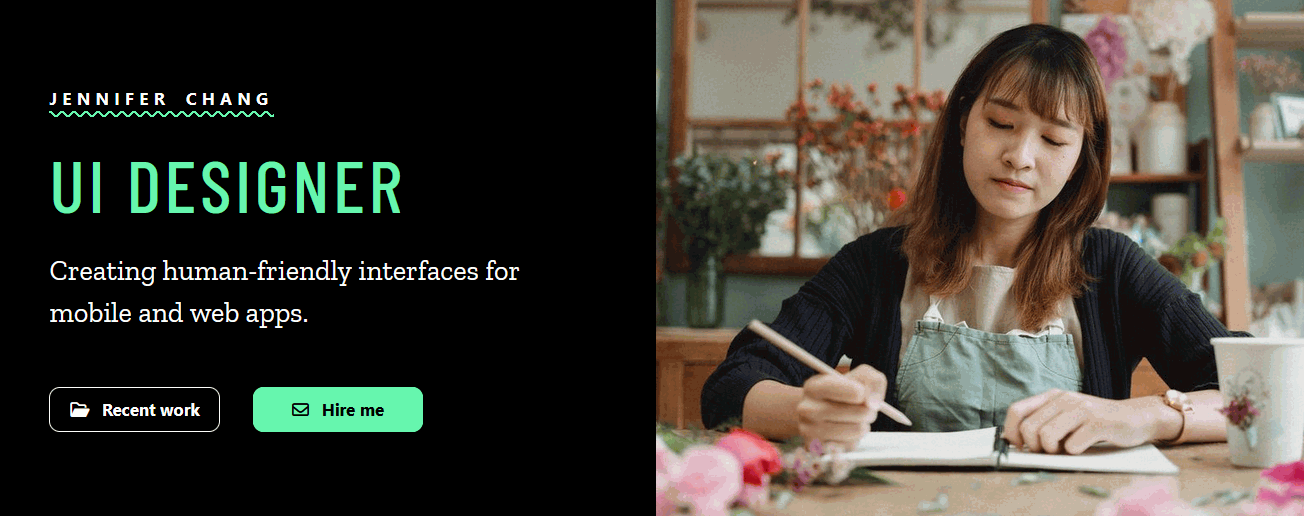 JENNIFER CHANG
UI DESIGNER
Creating human-friendly interfaces for
mobile and web apps.
Recent work
Hire me